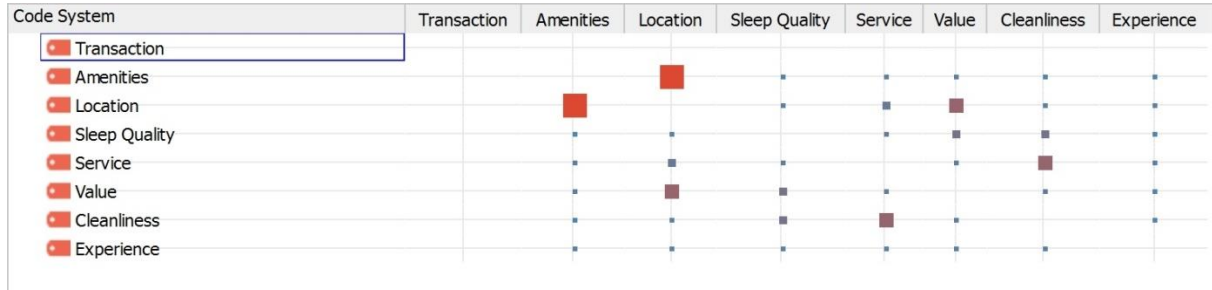 Code System Transaction Amenities Location Sleep Quality Service Value Cleanliness Experience
Transaction
Amenities
Location
Sleep Quality
Service
Value
Cleanliness
Experience